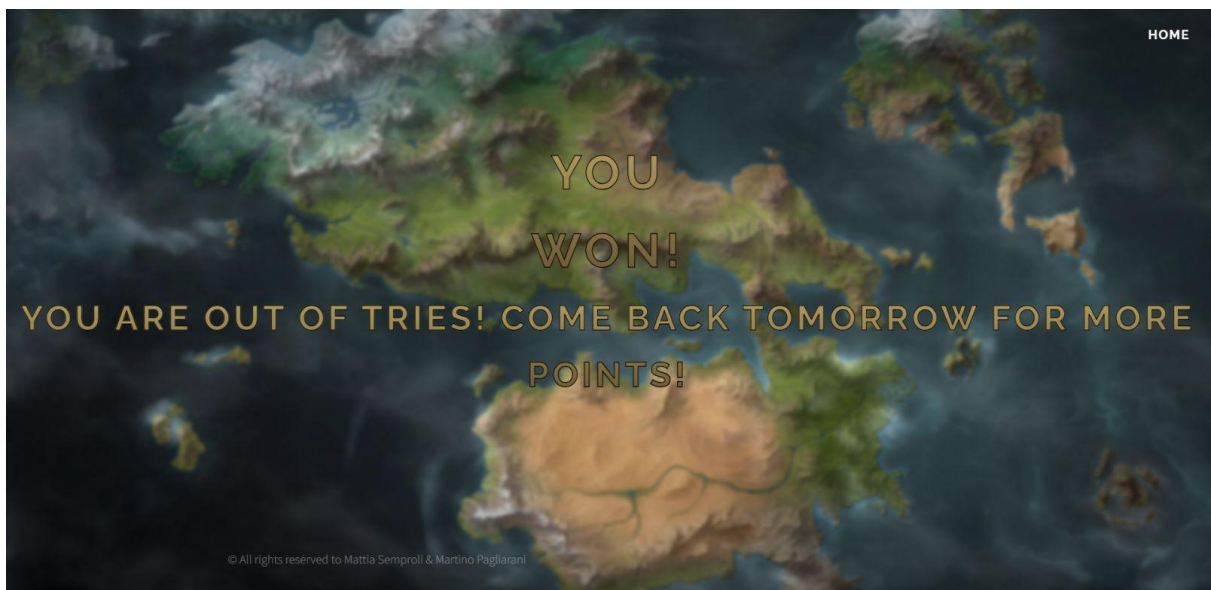 HOME
YOU
WON!
YOU ARE OUT OF TRIES! COME BACK TOMORROW FOR MORE
POINTS!
© All rights reserved to Mattia Semproli & Martino Pagliarani